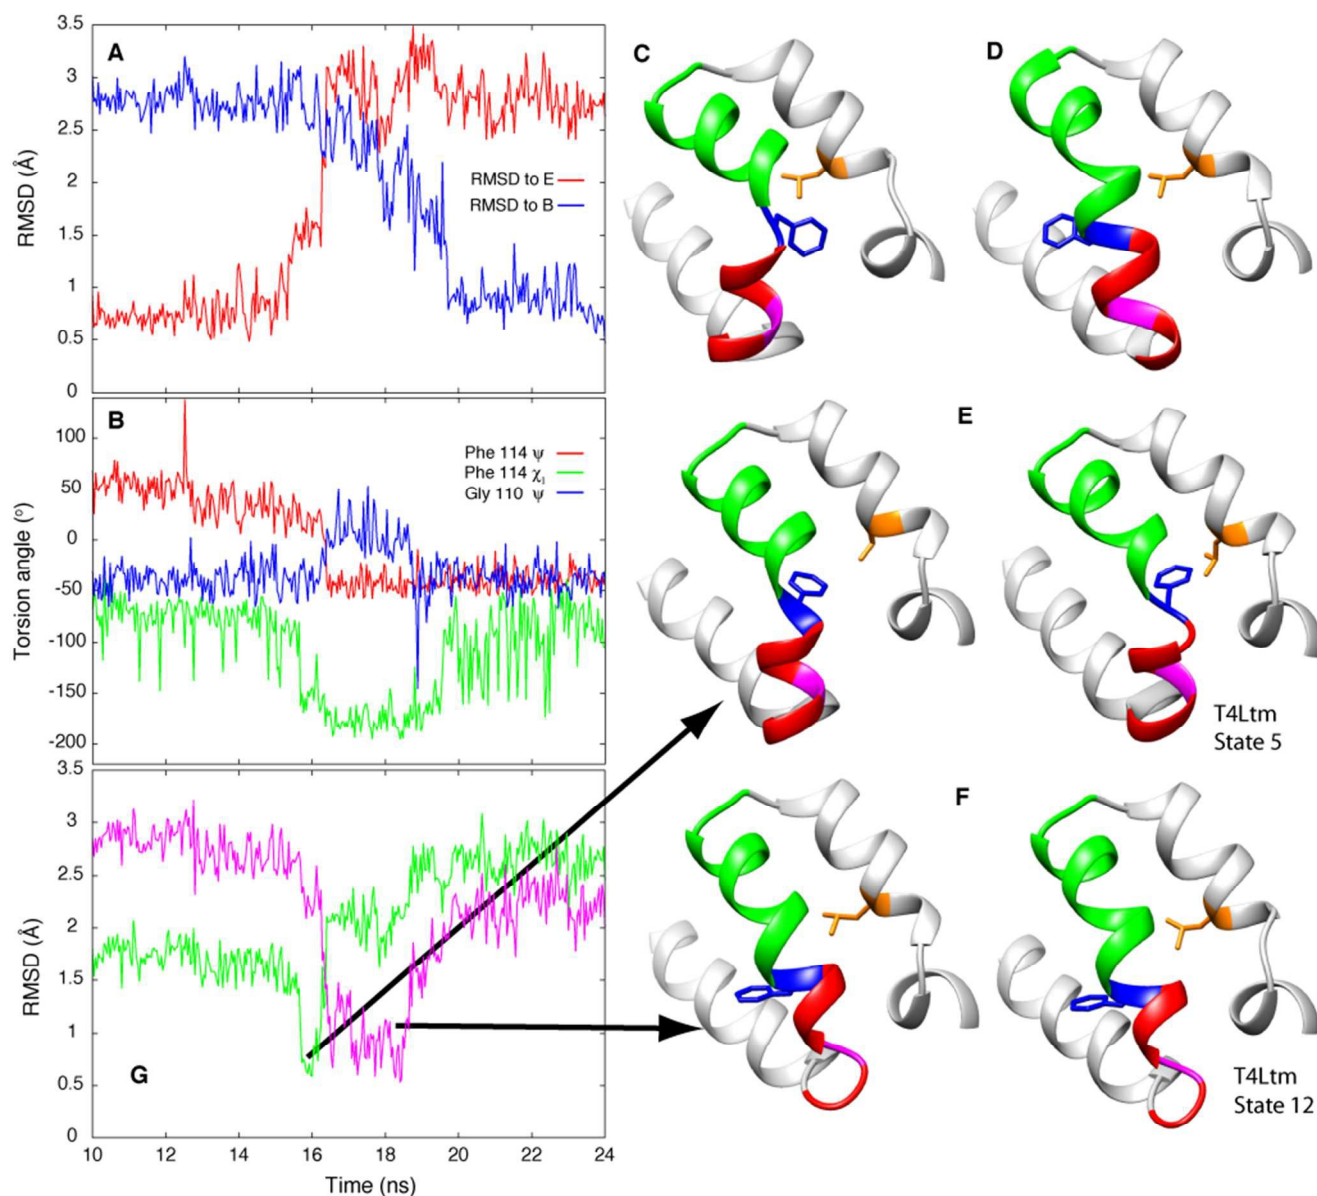 A
3.5
3
2.5
2
1.5
1
0.5
0
RMSD (Å)
RMSD to E
RMSD to B
B
100
50
0
-50
-100
-150
-200
Torsion angle (°)
Phe 114 ψ
Phe 114 χ₁
Gly 110 ψ
3.5
3
2.5
2
1.5
1
0.5
0
RMSD (Å)
G
10
12
14
16
18
20
22
24
Time (ns)
C
D
E
T4Ltm
State 5
F
T4Ltm
State 12